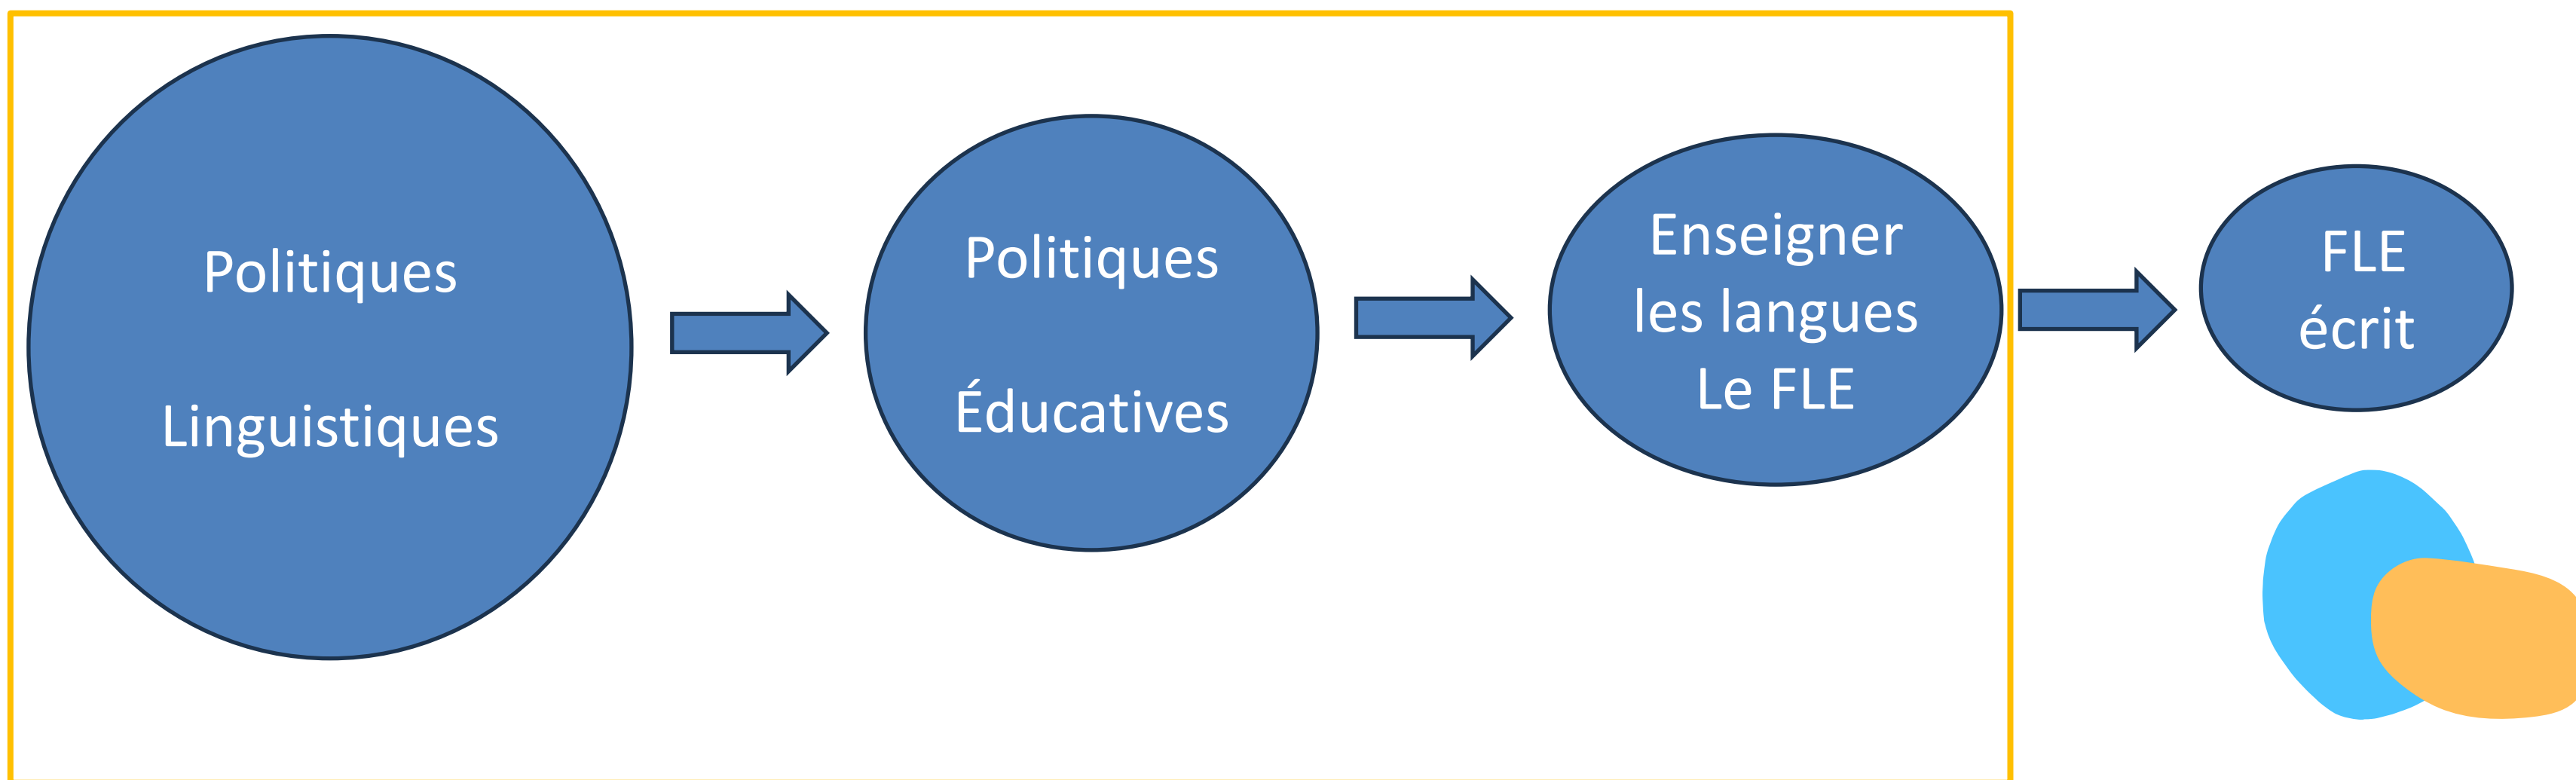 Politiques
Linguistiques
Politiques
Éducatives
Enseigner
les langues
Le FLE
FLE
écrit